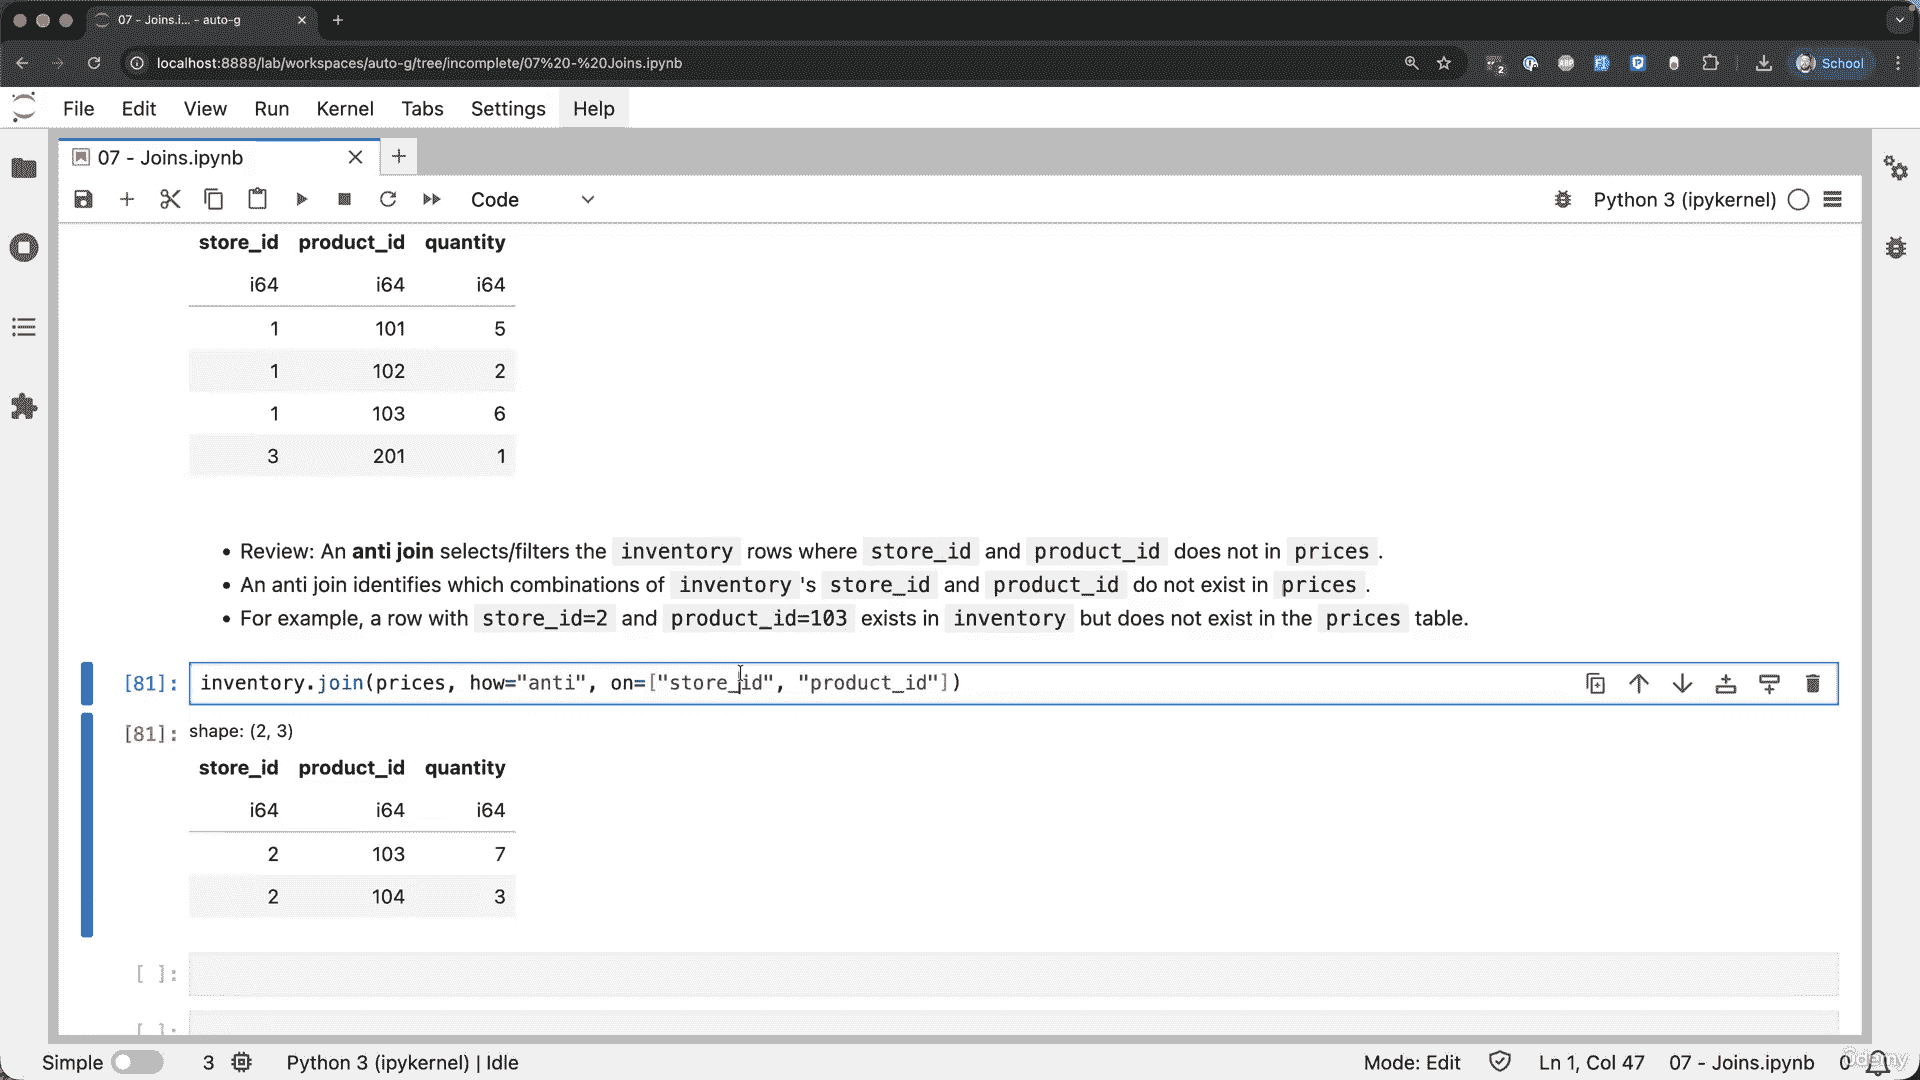 07 - Joins.i... - auto-g
localhost:8888/lab/workspaces/auto-g/tree/incomplete/07%20-%20Joins.ipynb
2
School
File Edit View Run Kernel Tabs Settings Help
07 - Joins.ipynb
Code
Python 3 (ipykernel)
store_id product_id quantity
i64 i64 i64
1 101 5
1 102 2
1 103 6
3 201 1
• Review: An anti join selects/filters the inventory rows where store_id and product_id does not in prices .
• An anti join identifies which combinations of inventory 's store_id and product_id do not exist in prices .
• For example, a row with store_id=2 and product_id=103 exists in inventory but does not exist in the prices table.
[81]: inventory.join(prices, how="anti", on=["store_id", "product_id"])
[81]: shape: (2, 3)
store_id product_id quantity
i64 i64 i64
2 103 7
2 104 3
[ ]:
[ ]:
Simple 3 Python 3 (ipykernel) | Idle Mode: Edit Ln 1, Col 47 07 - Joins.ipynb 0
udemy